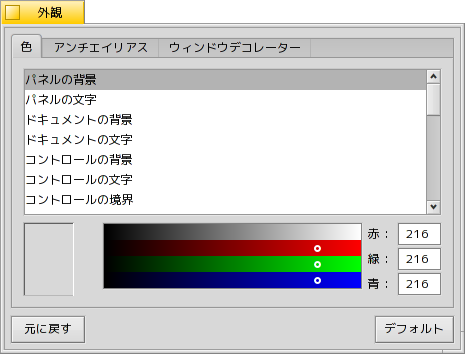 外観
色
アンチエイリアス
ウィンドウデコレーター
パネルの背景
パネルの文字
ドキュメントの背景
ドキュメントの文字
コントロールの背景
コントロールの文字
コントロールの境界
赤： 216
緑： 216
青： 216
元に戻す
デフォルト